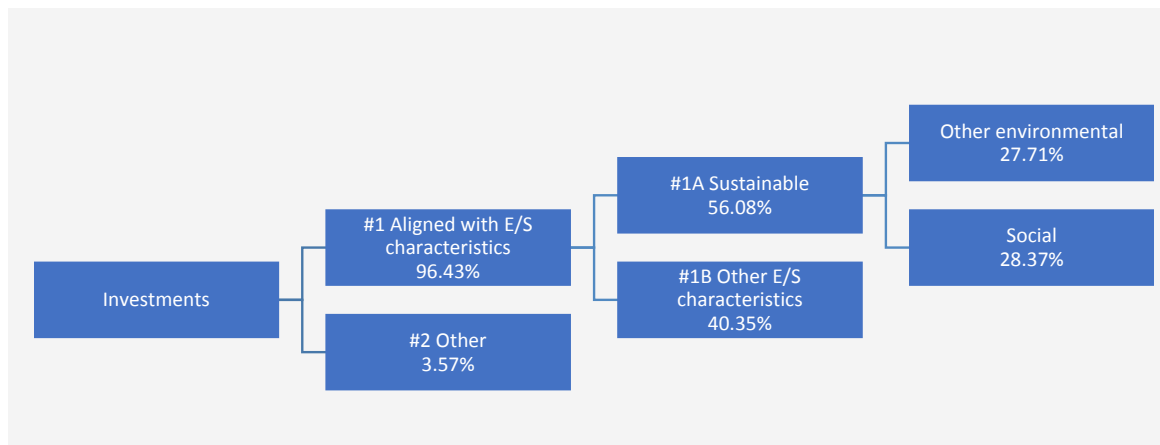 Investments
#1 Aligned with E/S
characteristics
96.43%
#2 Other
3.57%
#1A Sustainable
56.08%
#1B Other E/S
characteristics
40.35%
Other environmental
27.71%
Social
28.37%